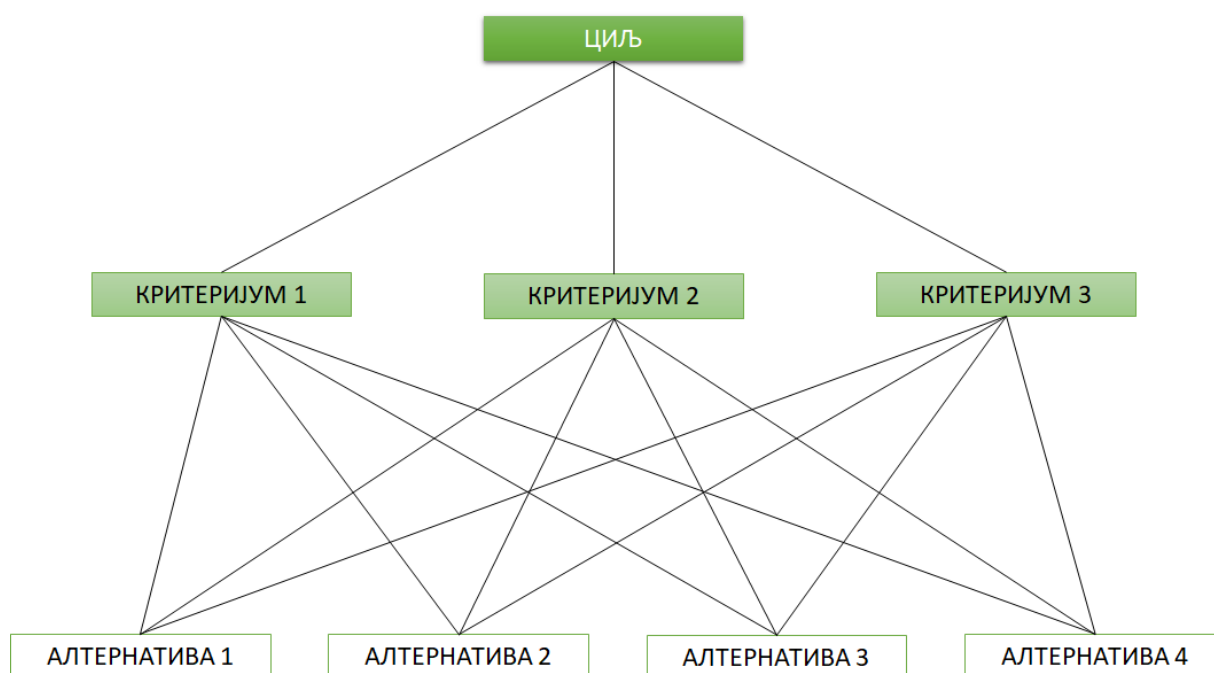 ЦИЉ
КРИТЕРИЈУМ 1
КРИТЕРИЈУМ 2
КРИТЕРИЈУМ 3
АЛТЕРНАТИВА 1
АЛТЕРНАТИВА 2
АЛТЕРНАТИВА 3
АЛТЕРНАТИВА 4